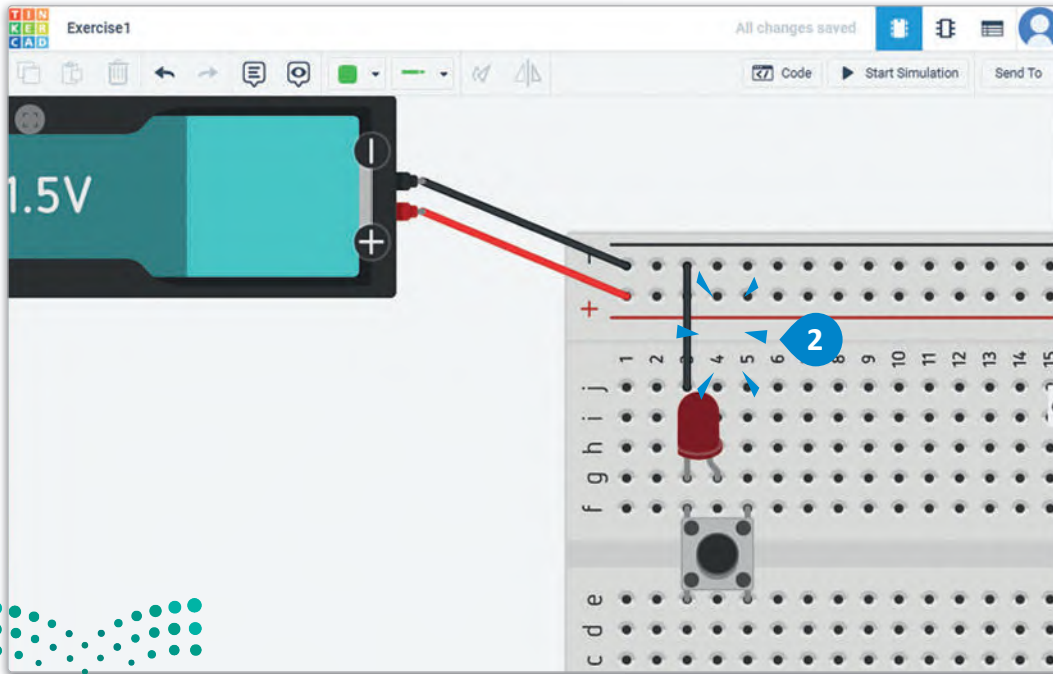 TIN
KER
CAD
Exercise1
All changes saved
Code
Start Simulation
Send To
1.5V
-
+
-
+
2
1 2 3 4 5 6 8 9 10 11 12 13 14 15
j
i
h
g
f
e
d
c